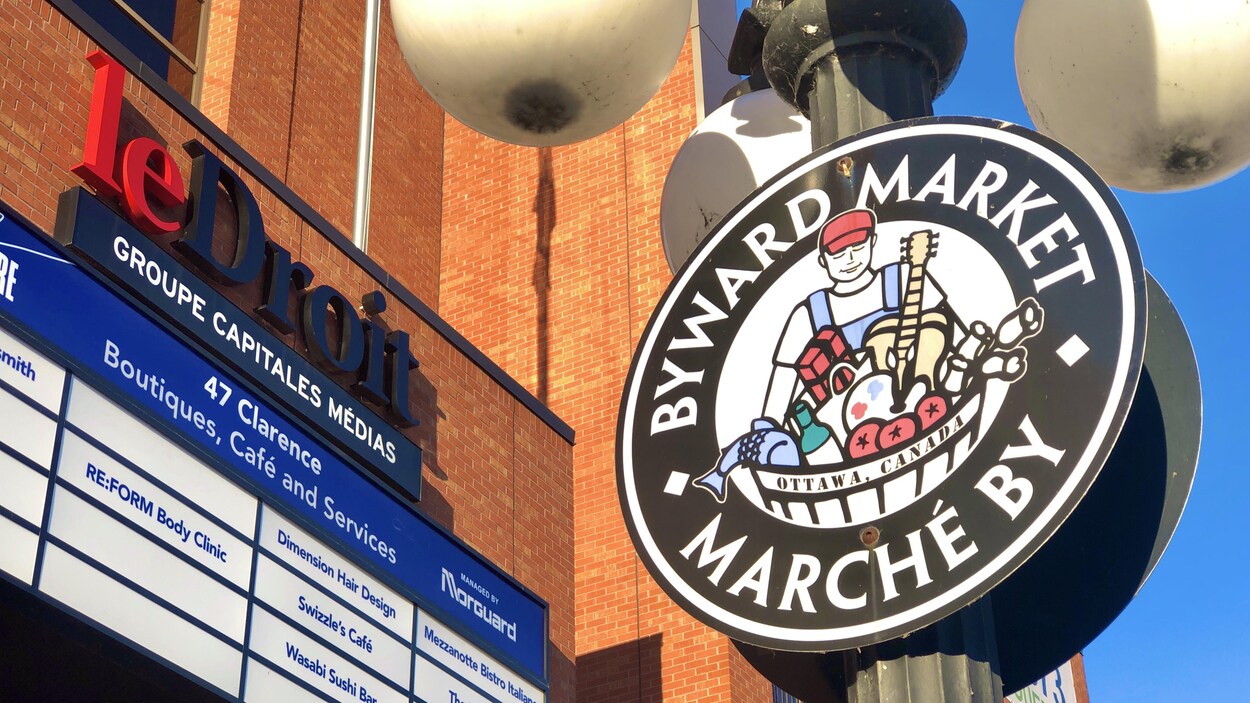 le Droit
GROUPE CAPITALES MÉDIAS
47 Clarence
Boutiques, Café and Services
MANAGED BY
Norguard
RE:FORM Body Clinic
Dimension Hair Design
Swizzle's Café
Wasabi Sushi Bar
Mezzanotte Bistro Italiano
BYWARD MARKET
OTTAWA, CANADA
MARCHÉ BY